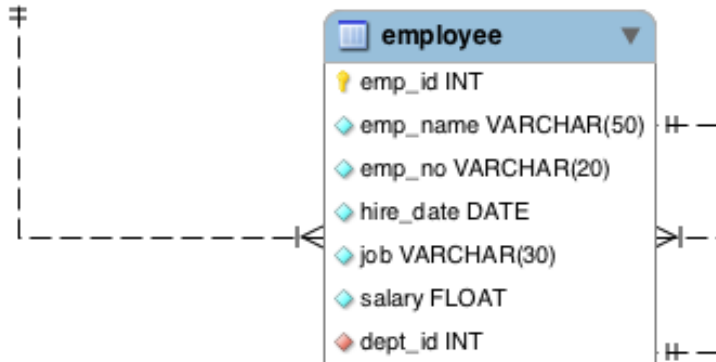 employee
emp_id INT
emp_name VARCHAR(50)
emp_no VARCHAR(20)
hire_date DATE
job VARCHAR(30)
salary FLOAT
dept_id INT